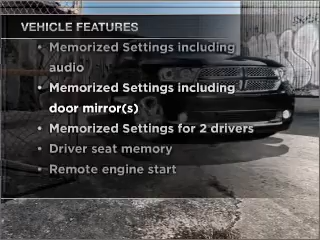 VEHICLE FEATURES
• Memorized Settings including
audio
• Memorized Settings including
door mirror(s)
• Memorized Settings for 2 drivers
• Driver seat memory
• Remote engine start